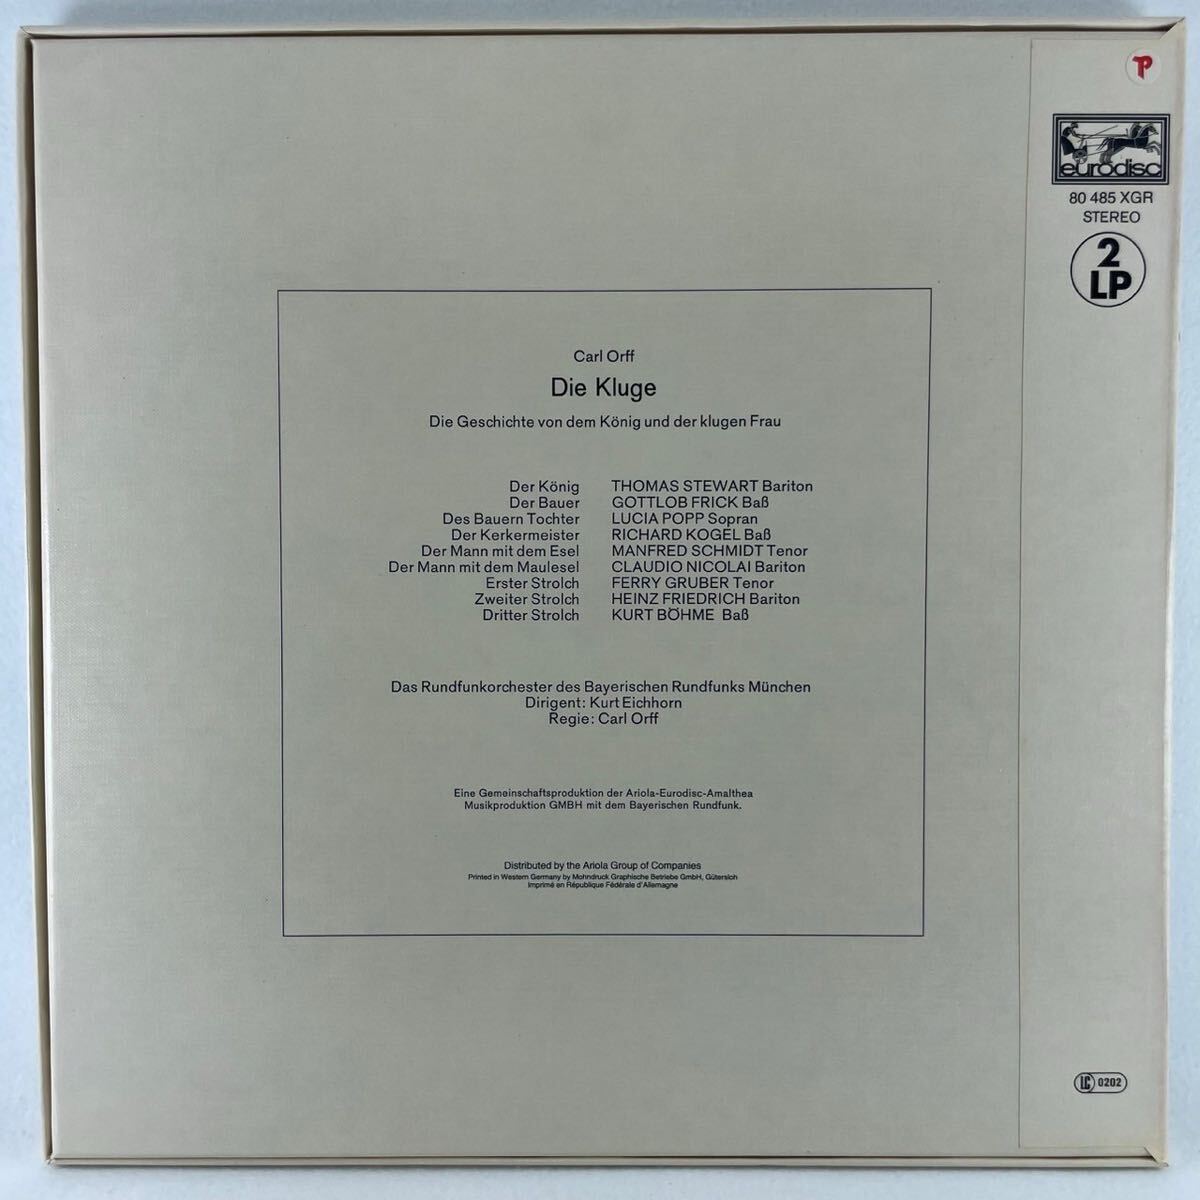 P
eurodisc
80 485 XGR
STEREO
2
LP
Carl Orff
Die Kluge
Die Geschichte von dem König und der klugen Frau
Der König THOMAS STEWART Bariton
Der Bauer GOTTLOB FRICK Baß
Des Bauern Tochter LUCIA POPP Sopran
Der Kerkermeister RICHARD KOGEL Baß
Der Mann mit dem Esel MANFRED SCHMIDT Tenor
Der Mann mit dem Maulesel CLAUDIO NICOLAI Bariton
Erster Strolch FERRY GRUBER Tenor
Zweiter Strolch HEINZ FRIEDRICH Bariton
Dritter Strolch KURT BÖHME Baß
Das Rundfunkorchester des Bayerischen Rundfunks München
Dirigent: Kurt Eichhorn
Regie: Carl Orff
Eine Gemeinschaftsproduktion der Ariola-Eurodisc-Amalthea
Musikproduktion GMBH mit dem Bayerischen Rundfunk.
Distributed by the Ariola Group of Companies
Printed in Western Germany by Mohndruck Graphische Betriebe GmbH, Gütersloh
Imprimé en République Fédérale d'Allemagne
LC 0202